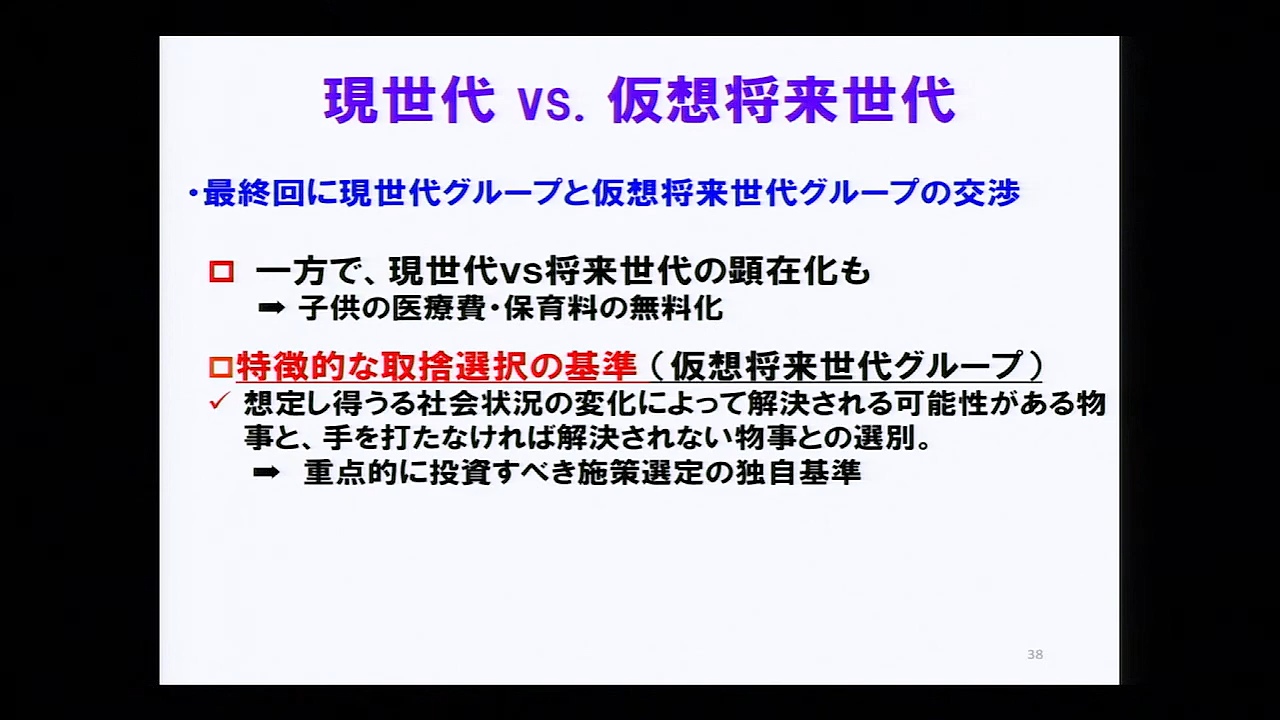 現世代 vs. 仮想将来世代
・最終回に現世代グループと仮想将来世代グループの交渉
一方で、現世代vs将来世代の顕在化も
➡ 子供の医療費・保育料の無料化
特徴的な取捨選択の基準（仮想将来世代グループ）
✓ 想定し得うる社会状況の変化によって解決される可能性がある物
事と、手を打たなければ解決されない物事との選別。
➡ 重点的に投資すべき施策選定の独自基準
38